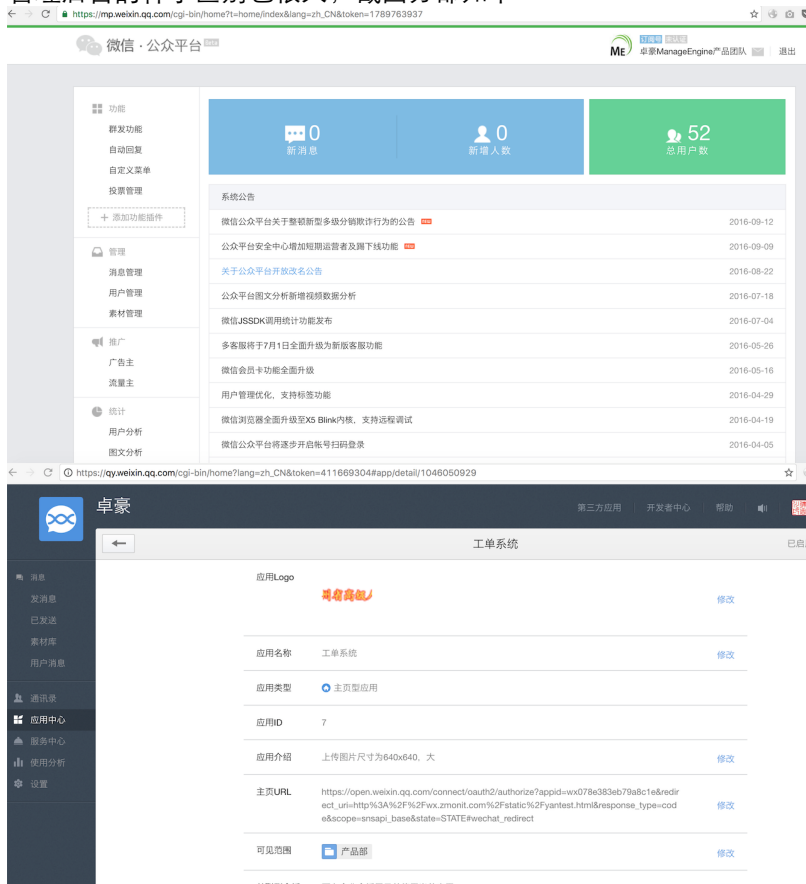 https://mp.weixin.qq.com/cgi-bin/home?t=home/index&lang=zh_CN&token=1789763937
微信·公众平台
ME 订阅号
卓豪ManageEngine产品团队 退出
功能
群发功能
自动回复
自定义菜单
投票管理
+ 添加功能插件
管理
消息管理
用户管理
素材管理
推广
广告主
流量主
统计
用户分析
图文分析
0
新消息
0
新增人数
52
总用户数
系统公告
微信公众平台关于整顿新型多级分销欺诈行为的公告 2016-09-12
公众平台安全中心增加短期运营者及踢下线功能 2016-09-09
关于公众平台开放改名公告 2016-08-22
公众平台图文分析新增视频数据分析 2016-07-18
微信JSSDK调用统计功能发布 2016-07-04
多客服将于7月1日全面升级为新版客服功能 2016-05-26
微信会员卡功能全面升级 2016-05-16
用户管理优化，支持标签功能 2016-04-29
微信浏览器全面升级至X5 Blink内核，支持远程调试 2016-04-19
微信公众平台将逐步开启帐号扫码登录 2016-04-05
https://qy.weixin.qq.com/cgi-bin/home?lang=zh_CN&token=411669304#app/detail/1046050929
卓豪
第三方应用 开发者中心 帮助
工单系统
已启
消息
发消息
已发送
素材库
用户消息
通讯录
应用中心
服务中心
使用分析
设置
应用Logo 修改
应用名称 工单系统 修改
应用类型 主页型应用
应用ID 7
应用介绍 上传图片尺寸为640x640，大 修改
主页URL https://open.weixin.qq.com/connect/oauth2/authorize?appid=wx078e383eb79a8c1e&redir
ect_uri=http%3A%2F%2Fwx.zmonit.com%2Fstatic%2Fyantest.html&response_type=cod 修改
e&scope=snsapi_base&state=STATE#wechat_redirect
可见范围 产品部 修改